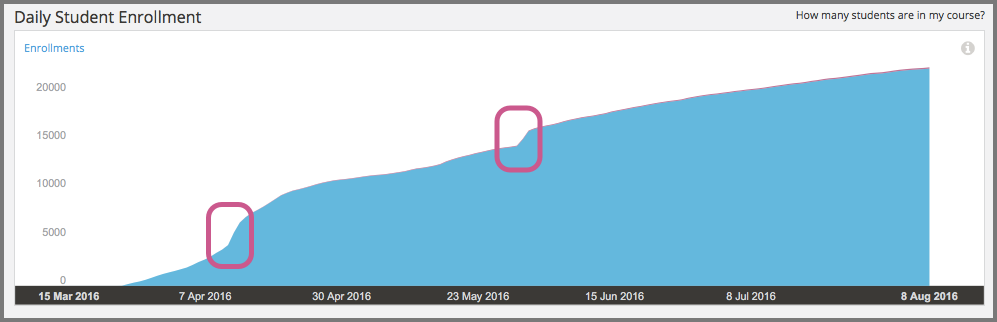 Daily Student Enrollment
How many students are in my course?
Enrollments
20000
15000
10000
5000
0
15 Mar 2016 7 Apr 2016 30 Apr 2016 23 May 2016 15 Jun 2016 8 Jul 2016 8 Aug 2016